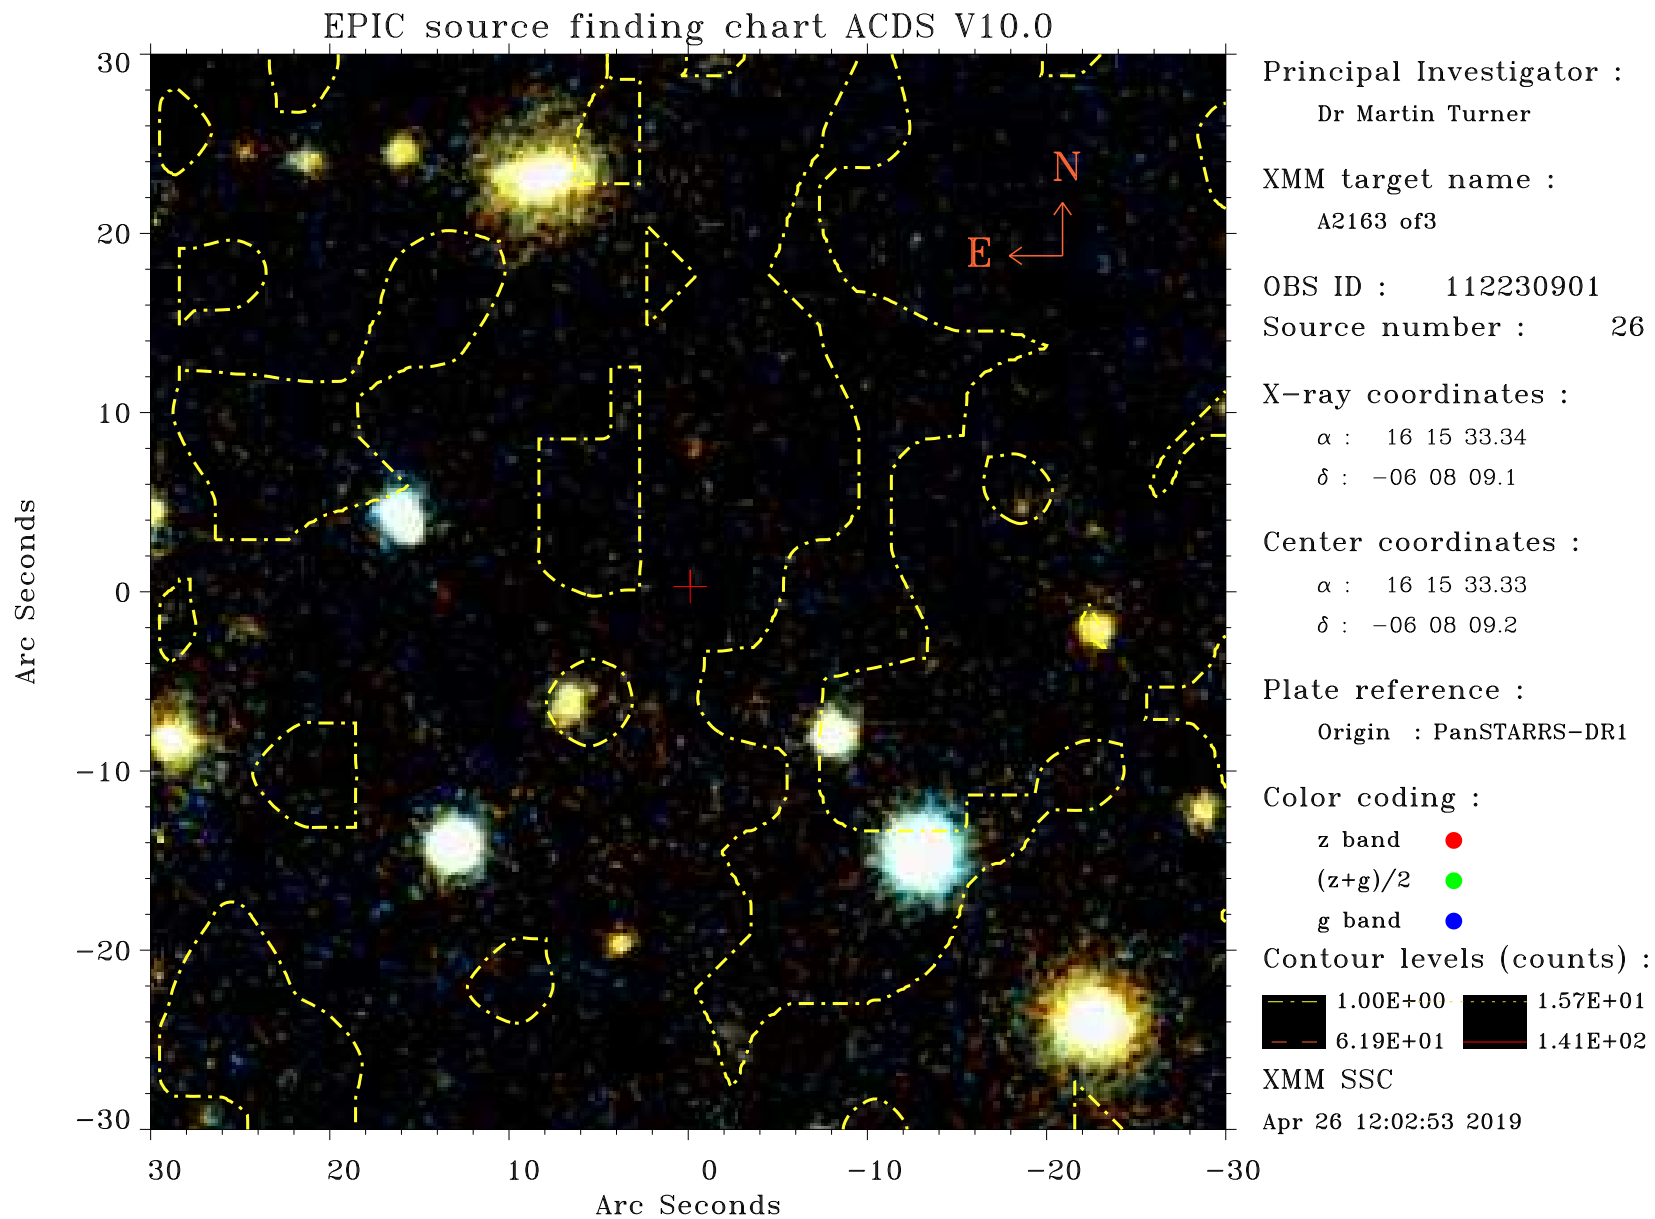 EPIC source finding chart ACDS V10.0
30
20
10
0
−10
−20
−30
Arc Seconds
N
E
30 20 10 0 −10 −20 −30
Arc Seconds
Principal Investigator :
Dr Martin Turner
XMM target name :
A2163 of3
OBS ID : 112230901
Source number : 26
X−ray coordinates :
α : 16 15 33.34
δ : −06 08 09.1
Center coordinates :
α : 16 15 33.33
δ : −06 08 09.2
Plate reference :
Origin : PanSTARRS−DR1
Color coding :
z band
(z+g)/2
g band
Contour levels (counts) :
1.00E+00 1.57E+01
6.19E+01 1.41E+02
XMM SSC
Apr 26 12:02:53 2019